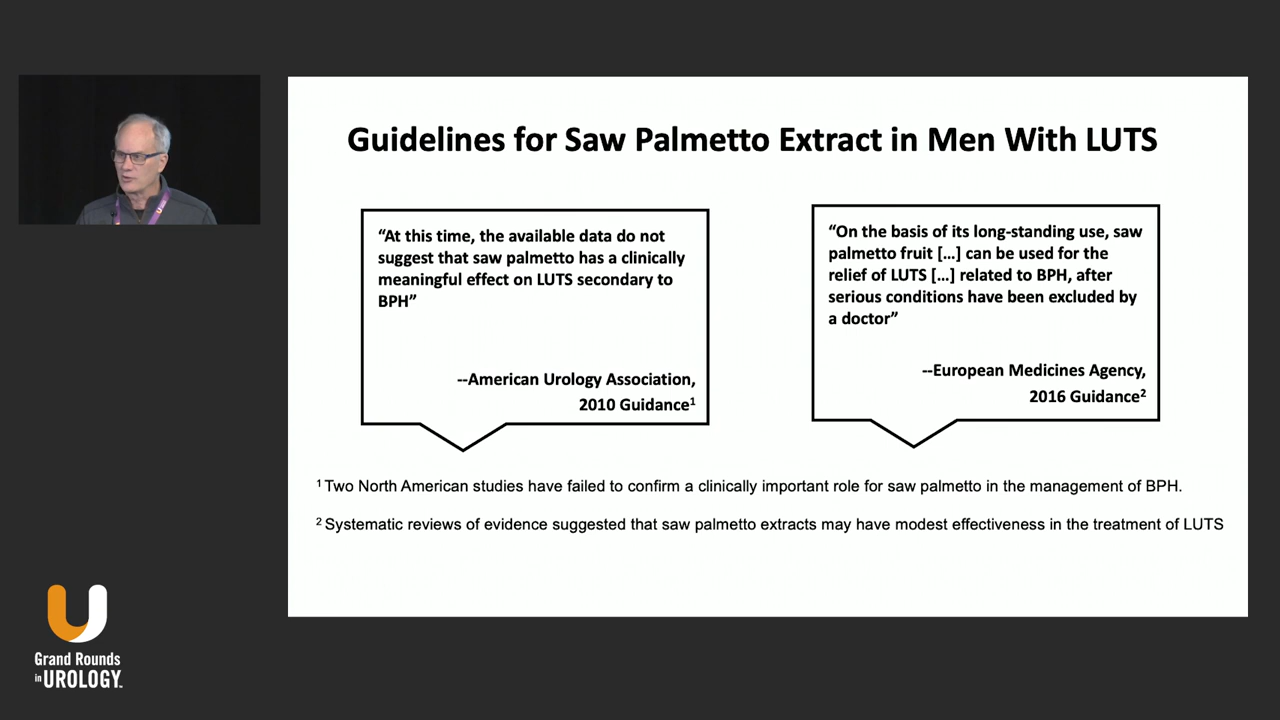 Guidelines for Saw Palmetto Extract in Men With LUTS
“At this time, the available data do not
suggest that saw palmetto has a clinically
meaningful effect on LUTS secondary to
BPH”
--American Urology Association,
2010 Guidance¹
“On the basis of its long-standing use, saw
palmetto fruit [...] can be used for the
relief of LUTS [...] related to BPH, after
serious conditions have been excluded by
a doctor”
--European Medicines Agency,
2016 Guidance²
¹ Two North American studies have failed to confirm a clinically important role for saw palmetto in the management of BPH.
² Systematic reviews of evidence suggested that saw palmetto extracts may have modest effectiveness in the treatment of LUTS
Grand Rounds
in UROLOGY™